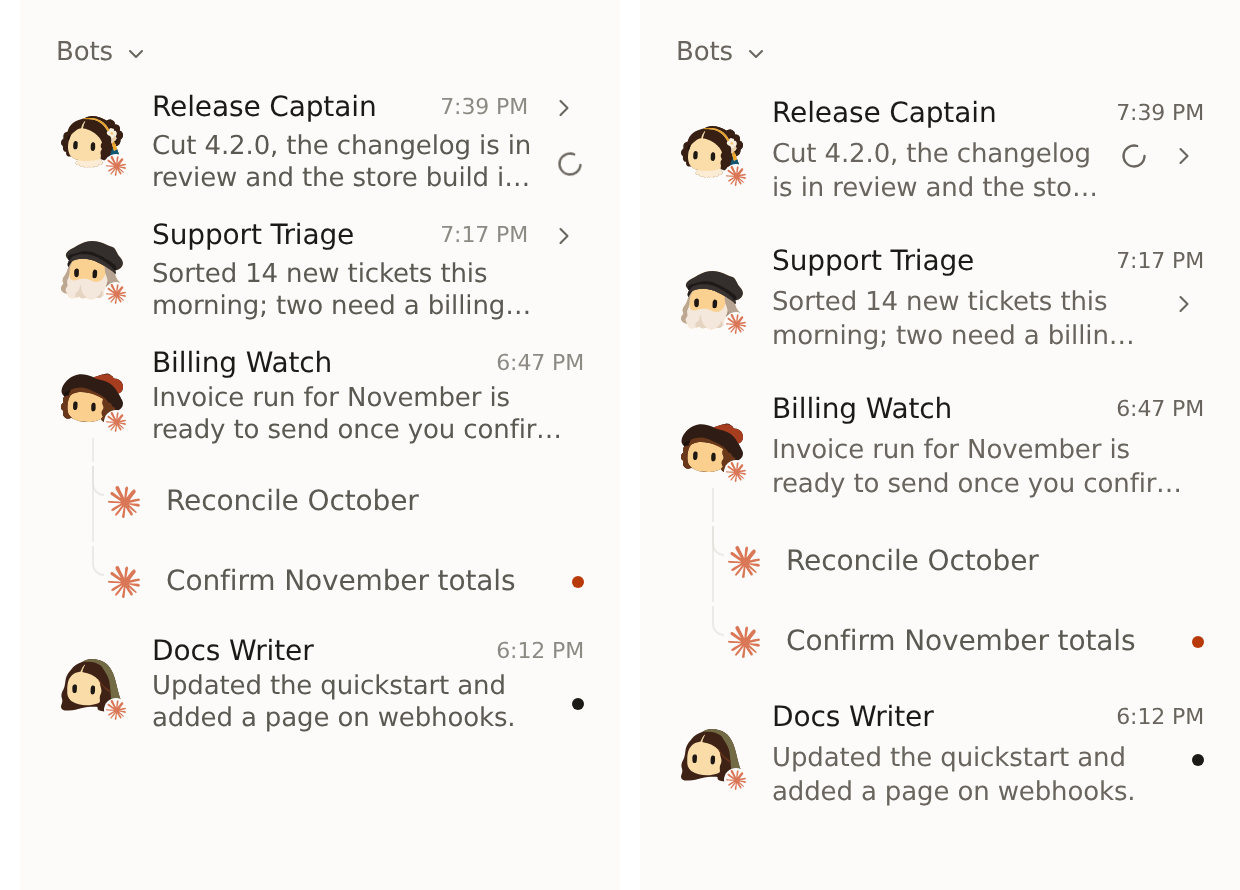 Bots
Release Captain 7:39 PM
Cut 4.2.0, the changelog is in
review and the store build i…
Support Triage 7:17 PM
Sorted 14 new tickets this
morning; two need a billing…
Billing Watch 6:47 PM
Invoice run for November is
ready to send once you confir…
Reconcile October
Confirm November totals
Docs Writer 6:12 PM
Updated the quickstart and
added a page on webhooks.
Bots
Release Captain 7:39 PM
Cut 4.2.0, the changelog
is in review and the sto…
Support Triage 7:17 PM
Sorted 14 new tickets this
morning; two need a billin…
Billing Watch 6:47 PM
Invoice run for November is
ready to send once you confir…
Reconcile October
Confirm November totals
Docs Writer 6:12 PM
Updated the quickstart and
added a page on webhooks.